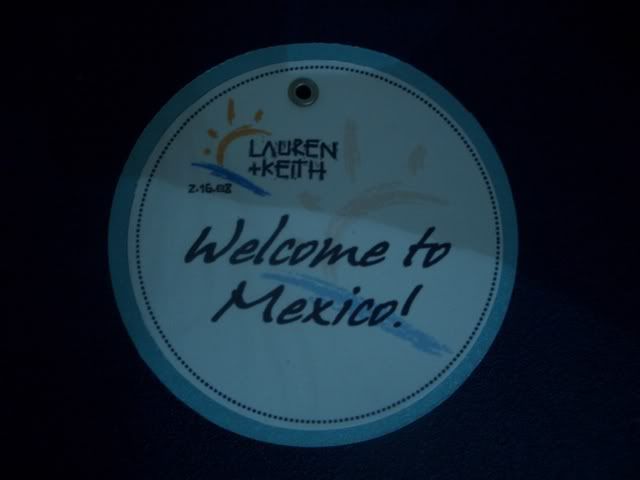 LAUREN
+KEITH
2.16.08
Welcome to
Mexico!